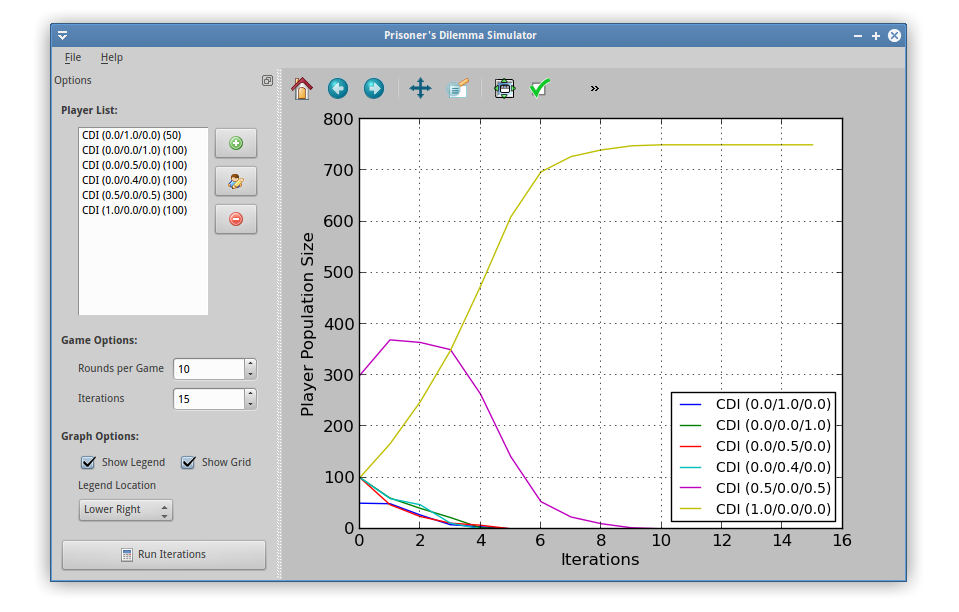 Prisoner's Dilemma Simulator
File Help
Options
Player List:
CDI (0.0/1.0/0.0) (50)
CDI (0.0/0.0/1.0) (100)
CDI (0.0/0.5/0.0) (100)
CDI (0.0/0.4/0.0) (100)
CDI (0.5/0.0/0.5) (300)
CDI (1.0/0.0/0.0) (100)
Game Options:
Rounds per Game 10
Iterations 15
Graph Options:
Show Legend Show Grid
Legend Location
Lower Right
Run Iterations
»
800
700
600
500
400
300
200
100
0
Player Population Size
0 2 4 6 8 10 12 14 16
Iterations
CDI (0.0/1.0/0.0)
CDI (0.0/0.0/1.0)
CDI (0.0/0.5/0.0)
CDI (0.0/0.4/0.0)
CDI (0.5/0.0/0.5)
CDI (1.0/0.0/0.0)